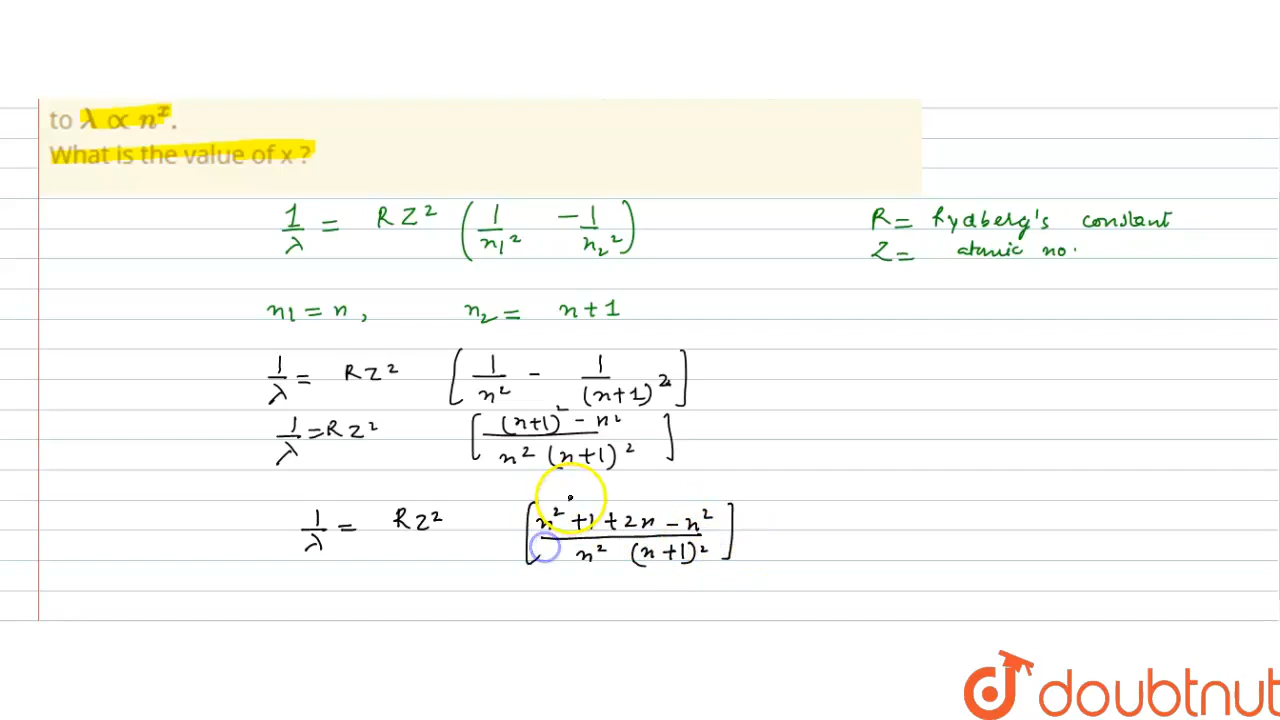 to λ ∝ n^x.
What is the value of x ?
1/λ = RZ² (1/n₁² - 1/n₂²)
R = Rydberg's constant
Z = atomic no.
n₁ = n, n₂ = n+1
1/λ = RZ² [1/n² - 1/(n+1)²]
1/λ = RZ² [(n+1)² - n² / n² (n+1)²]
1/λ = RZ² [n² + 1 + 2n - n² / n² (n+1)²]
doubtnut